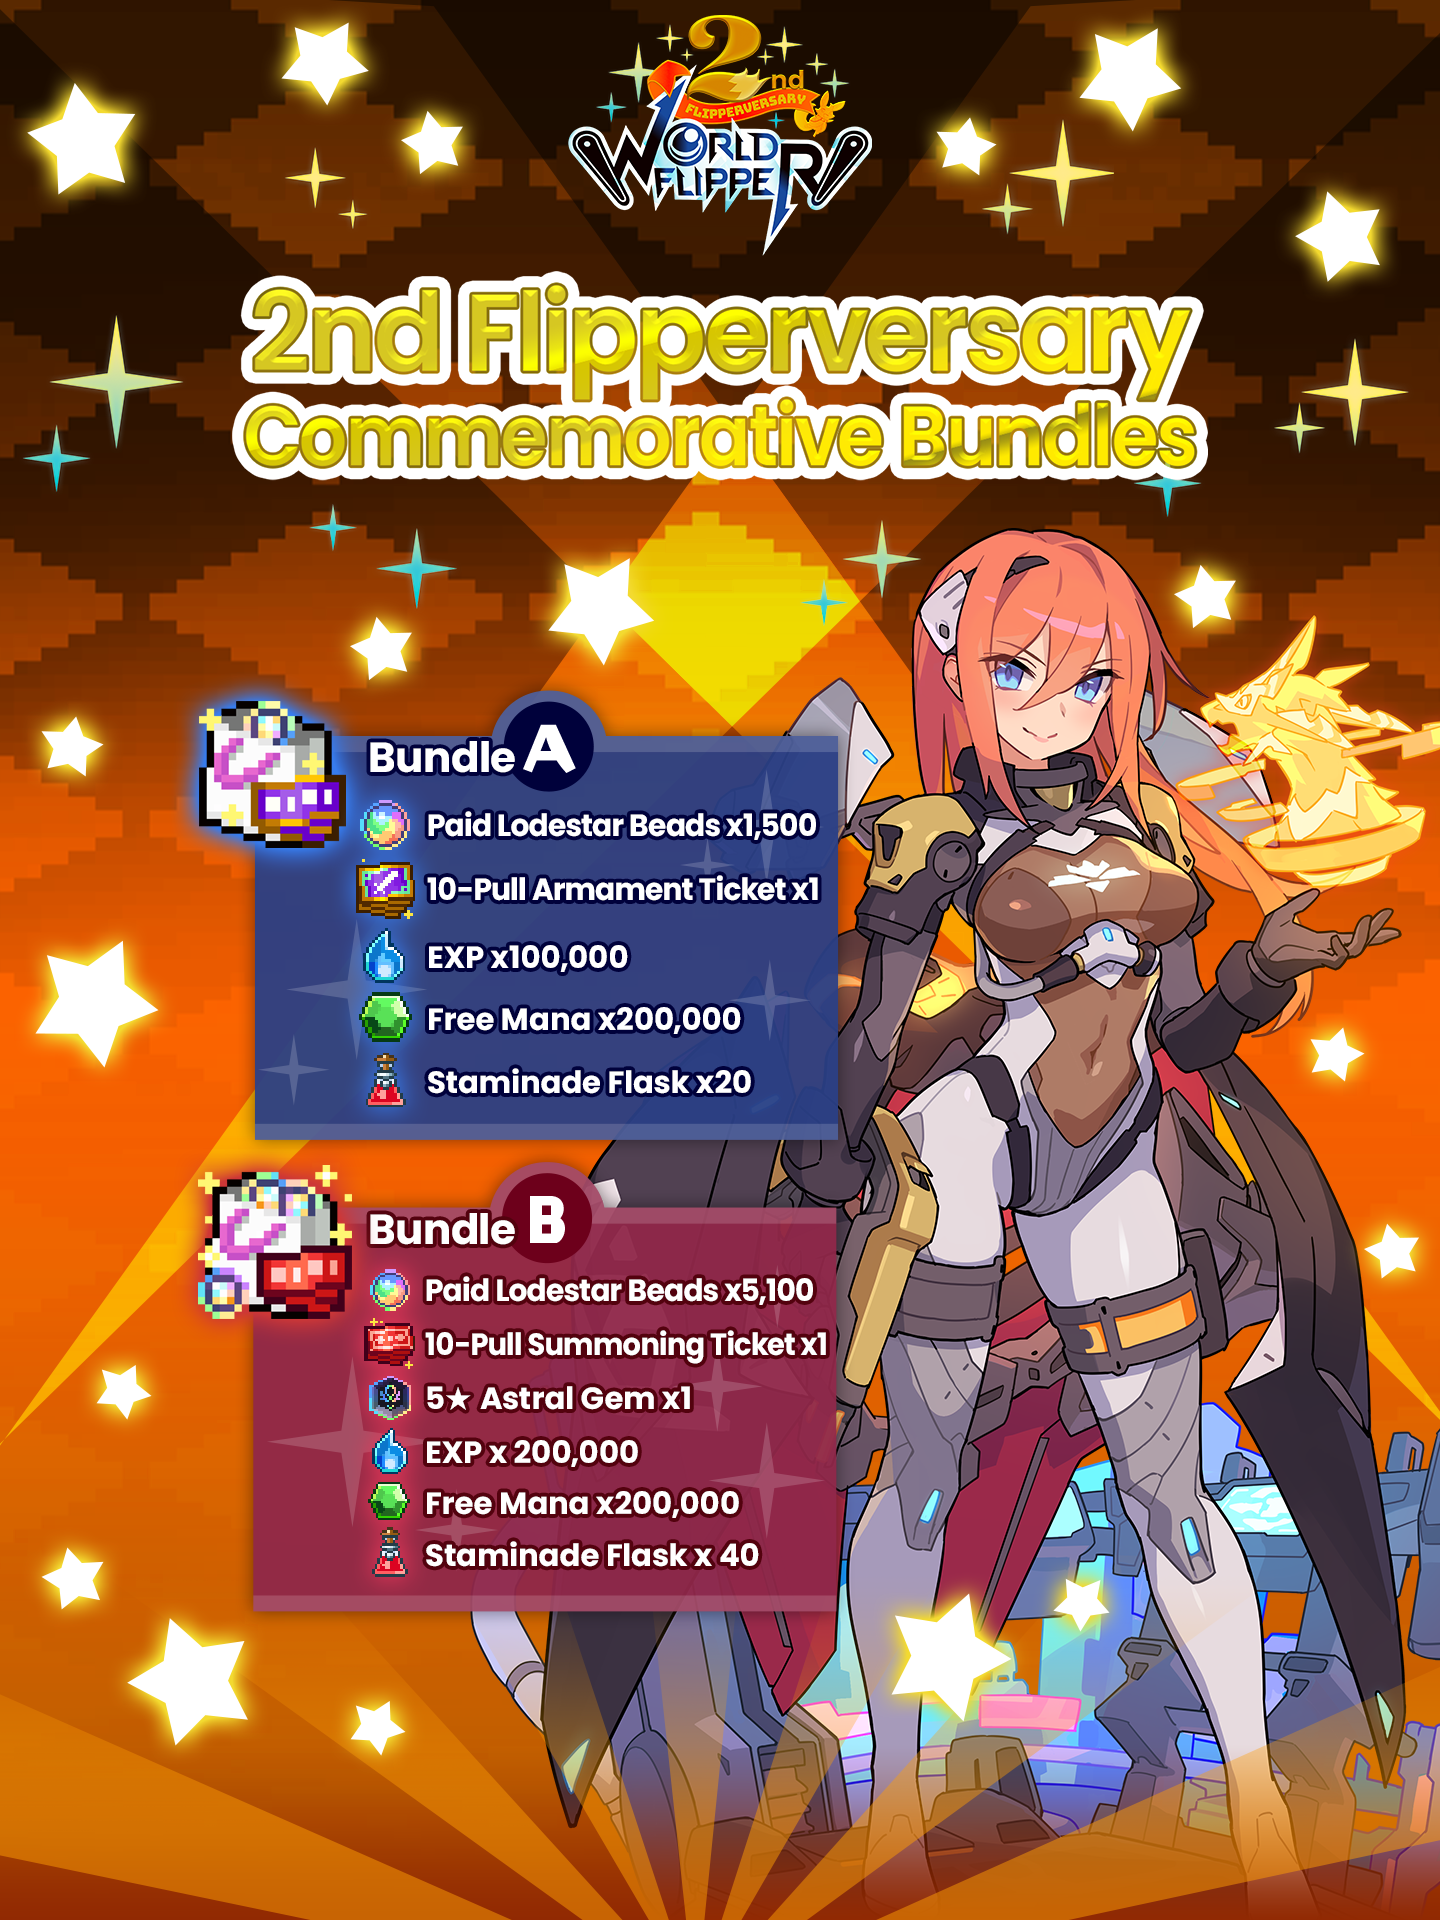 2nd
FLIPPERVERSARY
WORLD
FLIPPER
2nd Flipperversary
Commemorative Bundles
Bundle A
Paid Lodestar Beads x1,500
10-Pull Armament Ticket x1
EXP x100,000
Free Mana x200,000
Staminade Flask x20
Bundle B
Paid Lodestar Beads x5,100
10-Pull Summoning Ticket x1
5★ Astral Gem x1
EXP x 200,000
Free Mana x200,000
Staminade Flask x 40